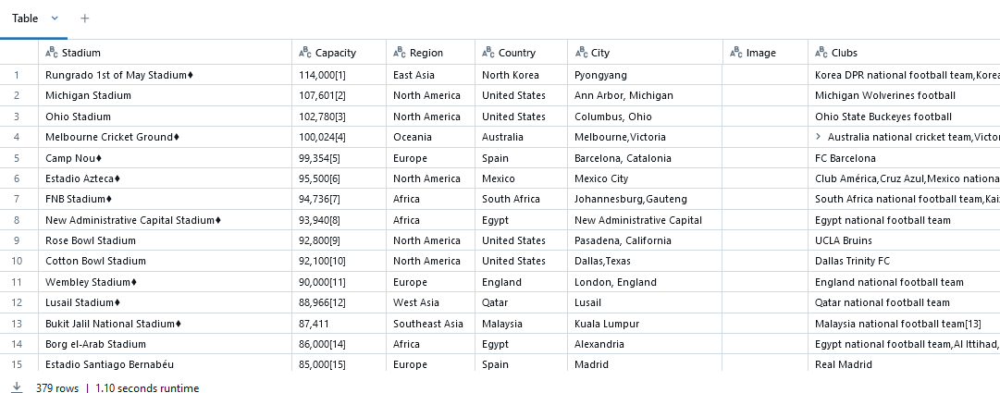 Table +
Stadium Capacity Region Country City Image Clubs
1 Rungrado 1st of May Stadium♦ 114,000[1] East Asia North Korea Pyongyang Korea DPR national football team,Korea
2 Michigan Stadium 107,601[2] North America United States Ann Arbor, Michigan Michigan Wolverines football
3 Ohio Stadium 102,780[3] North America United States Columbus, Ohio Ohio State Buckeyes football
4 Melbourne Cricket Ground♦ 100,024[4] Oceania Australia Melbourne,Victoria > Australia national cricket team,Victor
5 Camp Nou♦ 99,354[5] Europe Spain Barcelona, Catalonia FC Barcelona
6 Estadio Azteca♦ 95,500[6] North America Mexico Mexico City Club América,Cruz Azul,Mexico nationa
7 FNB Stadium♦ 94,736[7] Africa South Africa Johannesburg,Gauteng South Africa national football team,Kai
8 New Administrative Capital Stadium♦ 93,940[8] Africa Egypt New Administrative Capital Egypt national football team
9 Rose Bowl Stadium 92,800[9] North America United States Pasadena, California UCLA Bruins
10 Cotton Bowl Stadium 92,100[10] North America United States Dallas,Texas Dallas Trinity FC
11 Wembley Stadium♦ 90,000[11] Europe England London, England England national football team
12 Lusail Stadium♦ 88,966[12] West Asia Qatar Lusail Qatar national football team
13 Bukit Jalil National Stadium♦ 87,411 Southeast Asia Malaysia Kuala Lumpur Malaysia national football team[13]
14 Borg el-Arab Stadium 86,000[14] Africa Egypt Alexandria Egypt national football team,Al Ittihad,
15 Estadio Santiago Bernabéu 85,000[15] Europe Spain Madrid Real Madrid
379 rows | 1.10 seconds runtime